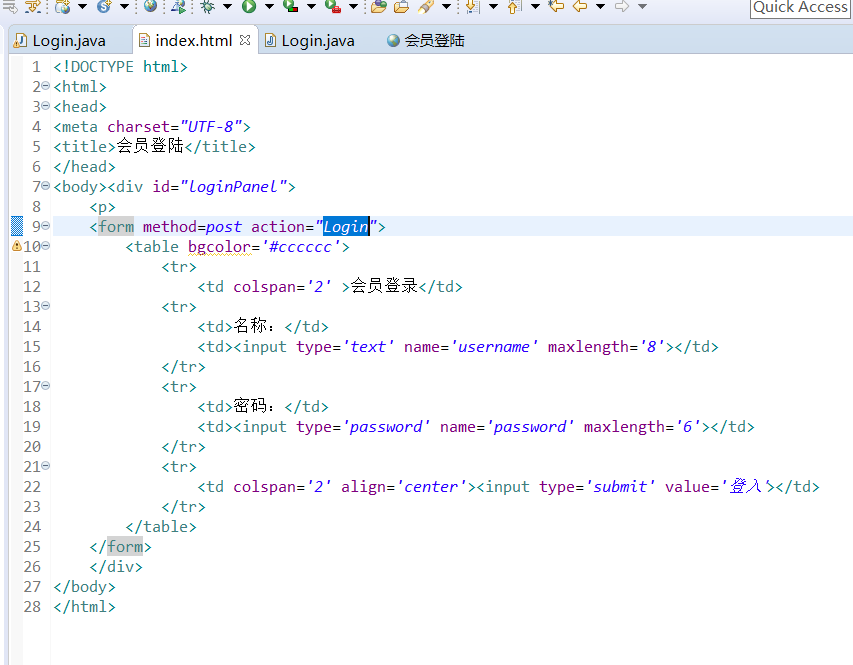 Quick Access
Login.java index.html Login.java 会员登陆
1 <!DOCTYPE html>
2 <html>
3 <head>
4 <meta charset="UTF-8">
5 <title>会员登陆</title>
6 </head>
7 <body><div id="loginPanel">
8 <p>
9 <form method=post action="Login">
10 <table bgcolor='#cccccc'>
11 <tr>
12 <td colspan='2' >会员登录</td>
13 <tr>
14 <td>名称：</td>
15 <td><input type='text' name='username' maxlength='8'></td>
16 </tr>
17 <tr>
18 <td>密码：</td>
19 <td><input type='password' name='password' maxlength='6'></td>
20 </tr>
21 <tr>
22 <td colspan='2' align='center'><input type='submit' value='登入'></td>
23 </tr>
24 </table>
25 </form>
26 </div>
27 </body>
28 </html>